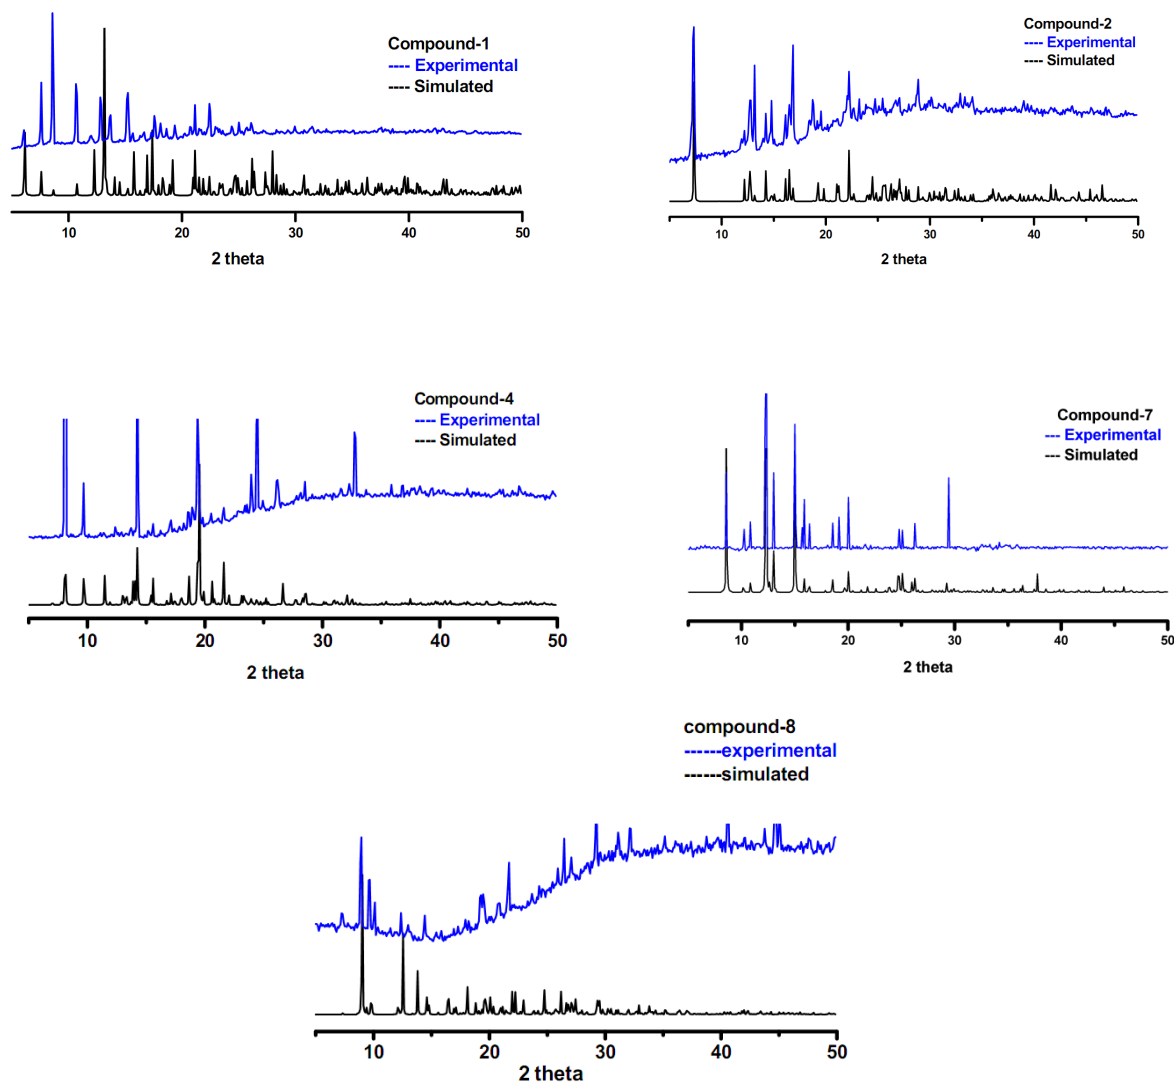 Compound-1
---- Experimental
---- Simulated
10 20 30 40 50
2 theta
Compound-2
---- Experimental
---- Simulated
10 20 30 40 50
2 theta
Compound-4
---- Experimental
---- Simulated
10 20 30 40 50
2 theta
Compound-7
--- Experimental
--- Simulated
10 20 30 40 50
2 theta
compound-8
------experimental
------simulated
10 20 30 40 50
2 theta